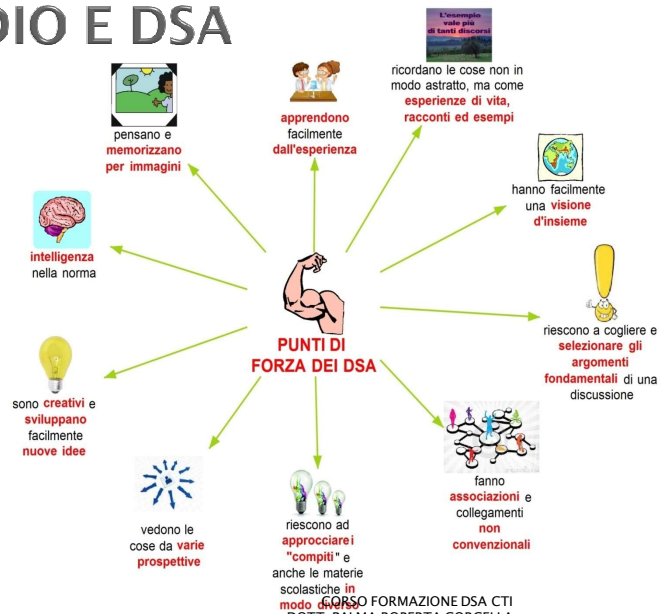 DIO E DSA
L'esempio
vale più
di tanti discorsi
ricordano le cose non in
modo astratto, ma come
esperienze di vita,
racconti ed esempi
apprendono
facilmente
dall'esperienza
pensano e
memorizzano
per immagini
hanno facilmente
una visione
d'insieme
intelligenza
nella norma
riescono a cogliere e
selezionare gli
argomenti
fondamentali di una
discussione
PUNTI DI
FORZA DEI DSA
sono creativi e
sviluppano
facilmente
nuove idee
fanno
associazioni e
collegamenti
non
convenzionali
vedono le
cose da varie
prospettive
riescono ad
approcciare i
"compiti" e
anche le materie
scolastiche in
modo diverso
CORSO FORMAZIONE DSA CTI
DOTT. PALMA ROBERTA CORCELLA